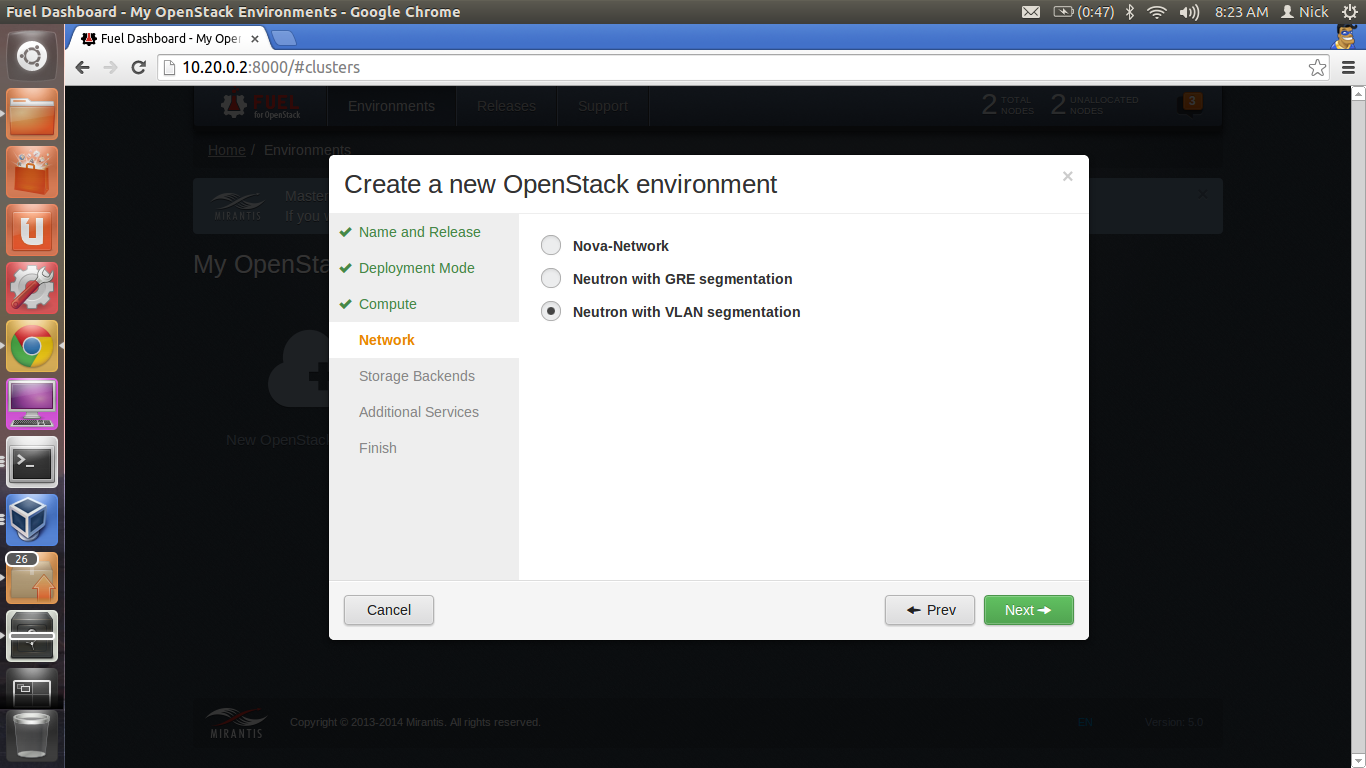 Fuel Dashboard - My OpenStack Environments - Google Chrome
(0:47) 8:23 AM Nick
Fuel Dashboard - My Oper
10.20.0.2:8000/#clusters
FUEL
for OpenStack
Environments Releases Support
2 TOTAL NODES 2 UNALLOCATED NODES 3
Home / Environments
MIRANTIS
Master
If you
My OpenSta
New OpenStac
Create a new OpenStack environment
×
Name and Release
Deployment Mode
Compute
Network
Storage Backends
Additional Services
Finish
Nova-Network
Neutron with GRE segmentation
Neutron with VLAN segmentation
Cancel
Prev
Next
26
MIRANTIS
Copyright © 2013-2014 Mirantis. All rights reserved.
EN
Version: 5.0